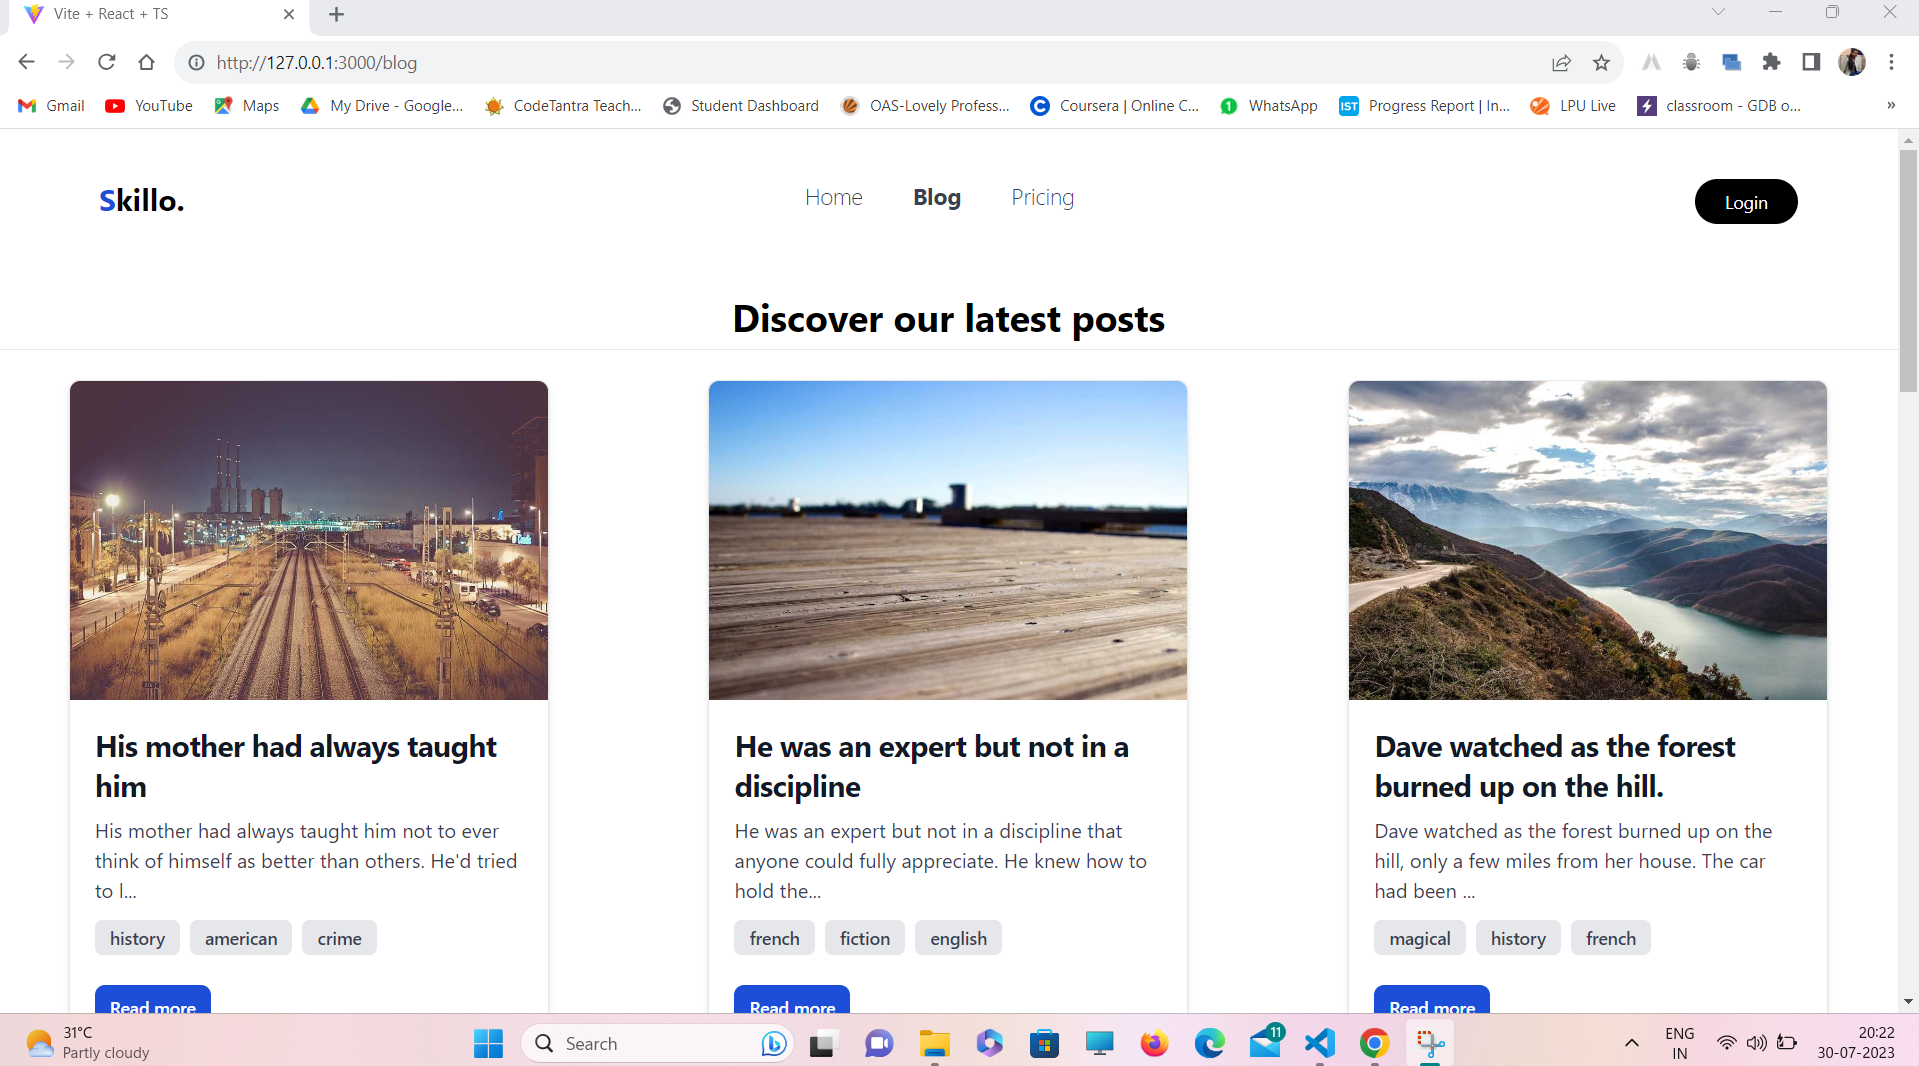 Vite + React + TS
http://127.0.0.1:3000/blog
Gmail
YouTube
Maps
My Drive - Google...
CodeTantra Teach...
Student Dashboard
OAS-Lovely Profess...
Coursera | Online C...
1
WhatsApp
IST
Progress Report | In...
LPU Live
classroom - GDB o...
»
Skillo.
Home
Blog
Pricing
Login
Discover our latest posts
His mother had always taught
him
His mother had always taught him not to ever
think of himself as better than others. He'd tried
to l...
history
american
crime
Read more
He was an expert but not in a
discipline
He was an expert but not in a discipline that
anyone could fully appreciate. He knew how to
hold the...
french
fiction
english
Read more
Dave watched as the forest
burned up on the hill.
Dave watched as the forest burned up on the
hill, only a few miles from her house. The car
had been ...
magical
history
french
Read more
31°C
Partly cloudy
Search
11
ENG
IN
20:22
30-07-2023